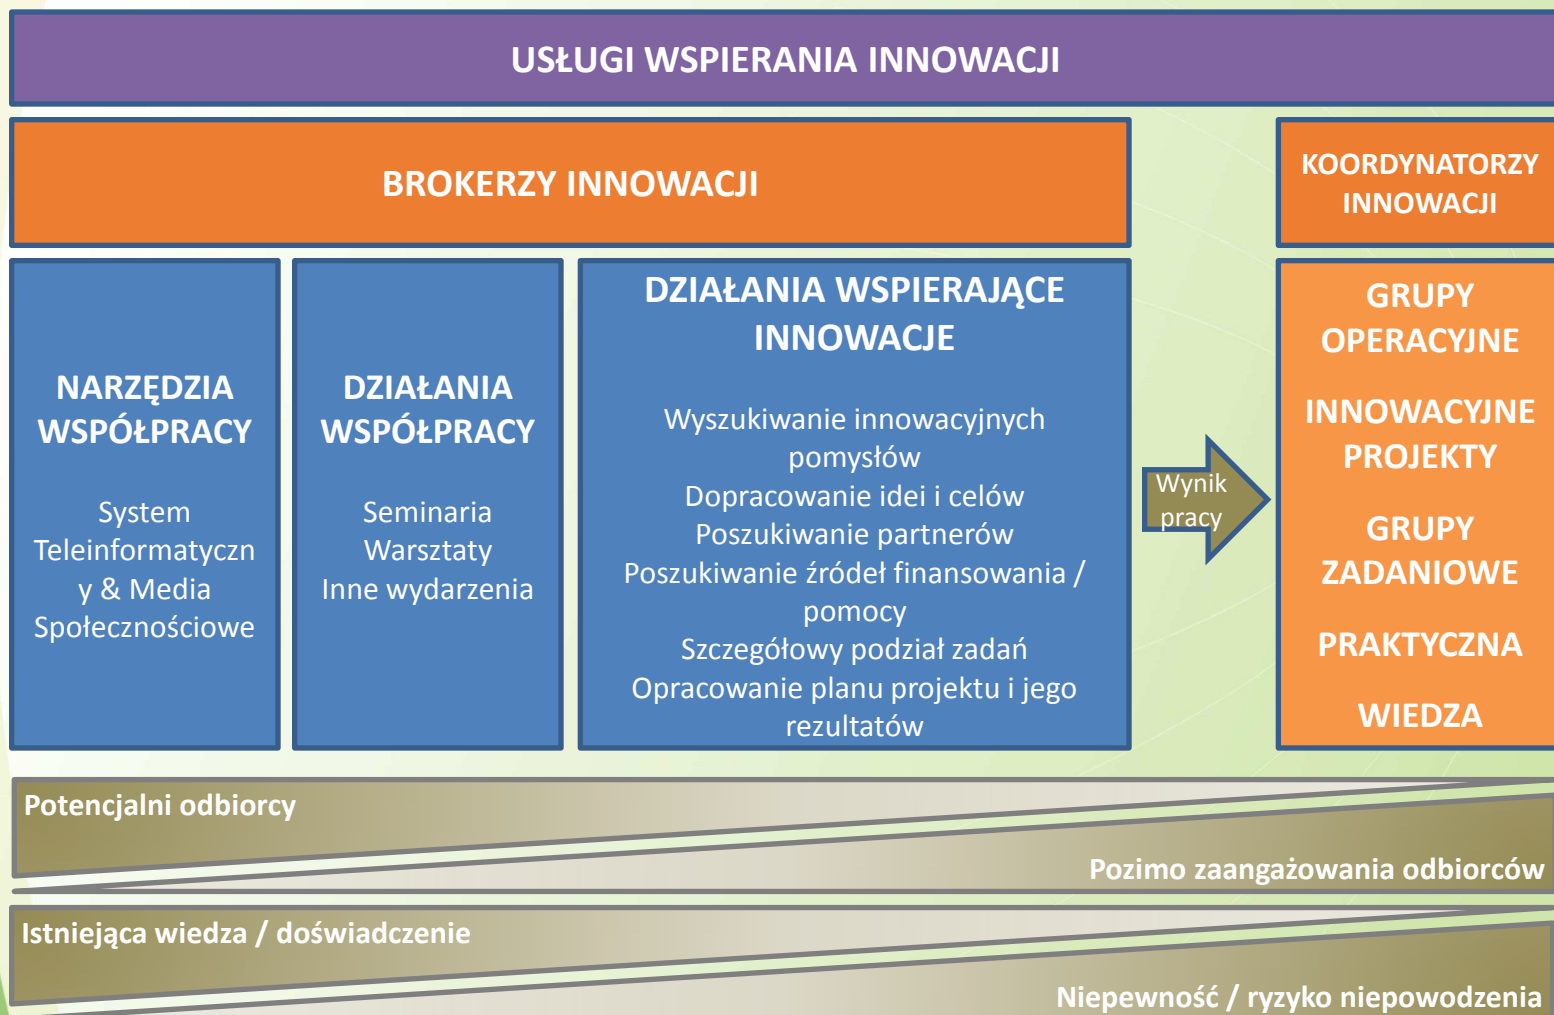 USŁUGI WSPIERANIA INNOWACJI
BROKERZY INNOWACJI
KOORDYNATORZY
INNOWACJI
NARZĘDZIA
WSPÓŁPRACY
System
Teleinformatyczn
y & Media
Społecznościowe
DZIAŁANIA
WSPÓŁPRACY
Seminaria
Warsztaty
Inne wydarzenia
DZIAŁANIA WSPIERAJĄCE
INNOWACJE
Wyszukiwanie innowacyjnych
pomysłów
Dopracowanie idei i celów
Poszukiwanie partnerów
Poszukiwanie źródeł finansowania /
pomocy
Szczegółowy podział zadań
Opracowanie planu projektu i jego
rezultatów
Wynik
pracy
GRUPY
OPERACYJNE
INNOWACYJNE
PROJEKTY
GRUPY
ZADANIOWE
PRAKTYCZNA
WIEDZA
Potencjalni odbiorcy
Pozimo zaangażowania odbiorców
Istniejąca wiedza / doświadczenie
Niepewność / ryzyko niepowodzenia